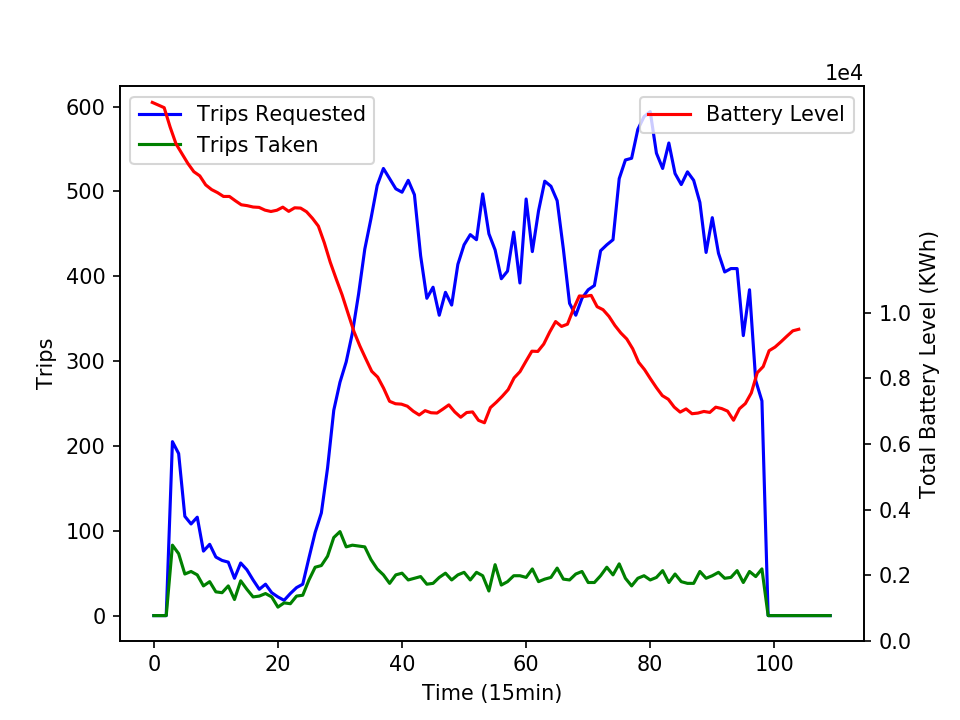 1e4
Trips Requested
Trips Taken
Battery Level
600
500
400
300
200
100
0
Trips
1.0
0.8
0.6
0.4
0.2
0.0
Total Battery Level (KWh)
0 20 40 60 80 100
Time (15min)